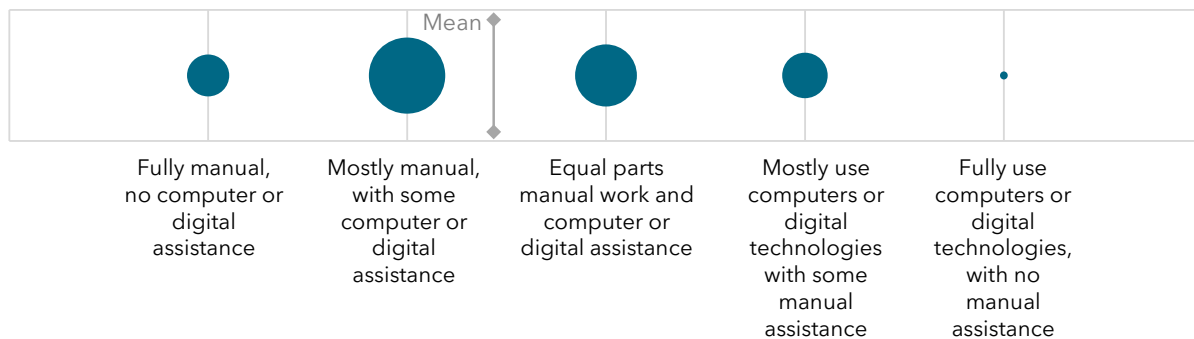 Mean
Fully manual,
no computer or
digital
assistance
Mostly manual,
with some
computer or
digital
assistance
Equal parts
manual work and
computer or
digital assistance
Mostly use
computers or
digital
technologies
with some
manual
assistance
Fully use
computers or
digital
technologies,
with no
manual
assistance